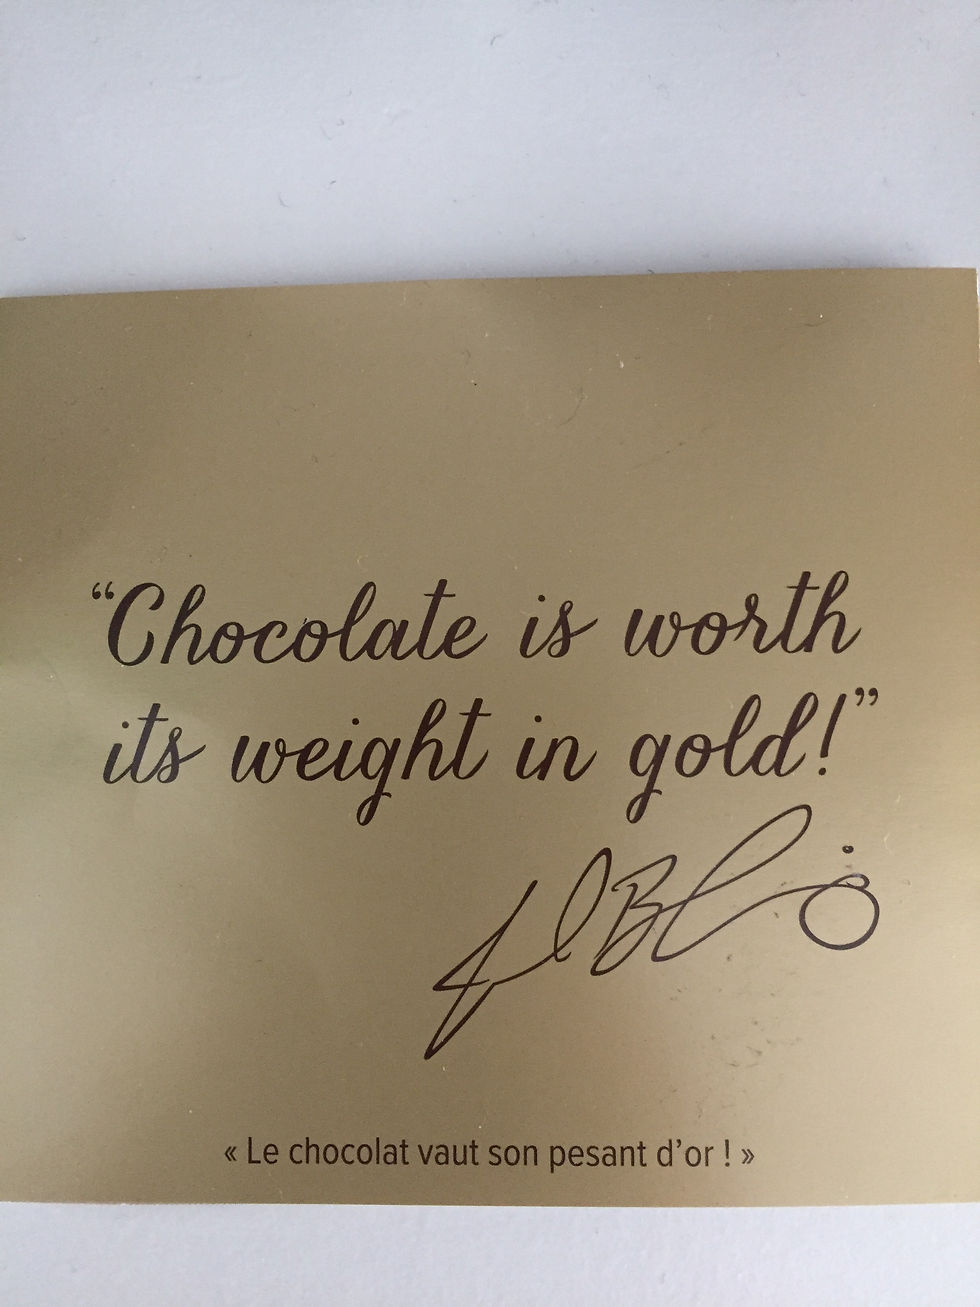 “Chocolate is worth
its weight in gold!”
« Le chocolat vaut son pesant d’or ! »